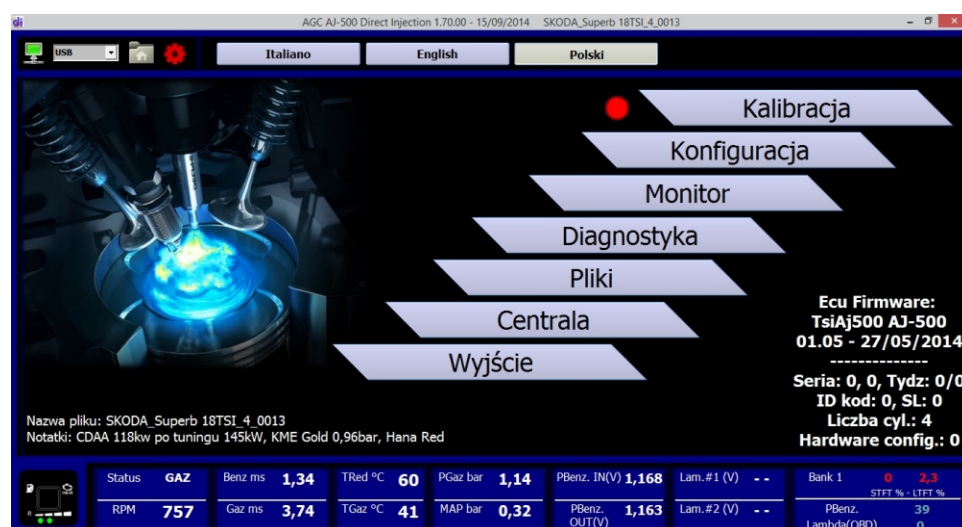 di AGC AJ-500 Direct Injection 1.70.00 - 15/09/2014 SKODA_Superb 18TSI_4_0013
USB Italiano English Polski
Kalibracja
Konfiguracja
Monitor
Diagnostyka
Pliki
Centrala
Wyjście
Ecu Firmware:
TsiAj500 AJ-500
01.05 - 27/05/2014
--------------
Seria: 0, 0, Tydz: 0/0
ID kod: 0, SL: 0
Liczba cyl.: 4
Hardware config.: 0
Nazwa pliku: SKODA_Superb 18TSI_4_0013
Notatki: CDAA 118kw po tuningu 145kW, KME Gold 0,96bar, Hana Red
Status GAZ Benz ms 1,34 TRed °C 60 PGaz bar 1,14 PBenz. IN(V) 1,168 Lam.#1 (V) - - Bank 1 0 2,3
STFT % - LTFT %
RPM 757 Gaz ms 3,74 TGaz °C 41 MAP bar 0,32 PBenz. OUT(V) 1,163 Lam.#2 (V) - - PBenz. 39
Lambda(OBD) 0